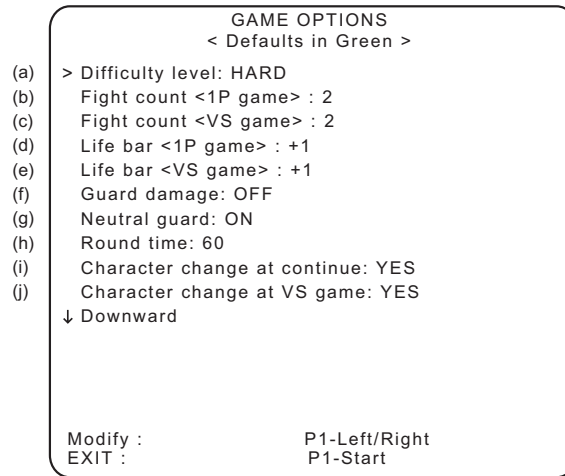 GAME OPTIONS
< Defaults in Green >
(a) > Difficulty level: HARD
(b) Fight count <1P game> : 2
(c) Fight count <VS game> : 2
(d) Life bar <1P game> : +1
(e) Life bar <VS game> : +1
(f) Guard damage: OFF
(g) Neutral guard: ON
(h) Round time: 60
(i) Character change at continue: YES
(j) Character change at VS game: YES
↓ Downward
Modify : P1-Left/Right
EXIT : P1-Start